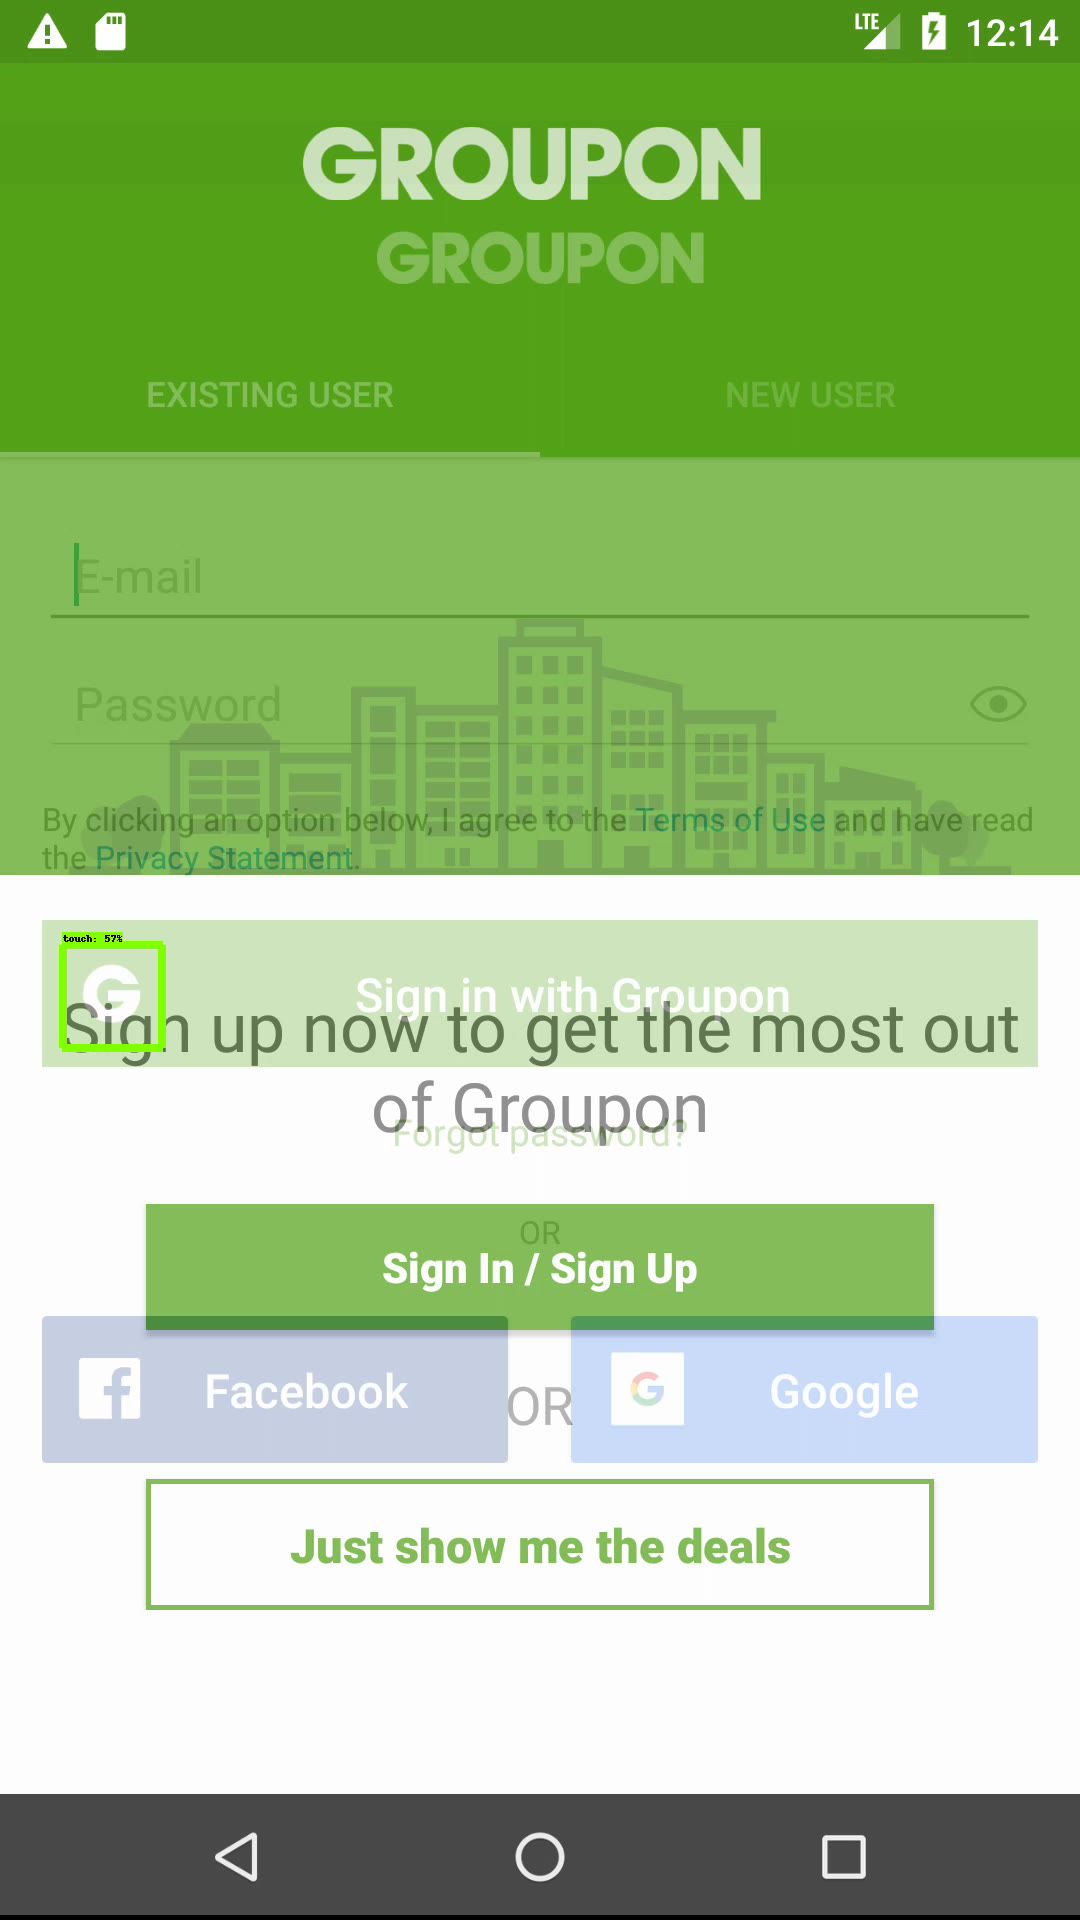 LTE 12:14
GROUPON
GROUPON
EXISTING USER
NEW USER
E-mail
Password
By clicking an option below, I agree to the Terms of Use and have read
the Privacy Statement.
touch: 57%
Sign in with Groupon
Sign up now to get the most out
of Groupon
Forgot password?
OR
Sign In / Sign Up
Facebook
OR
Google
Just show me the deals